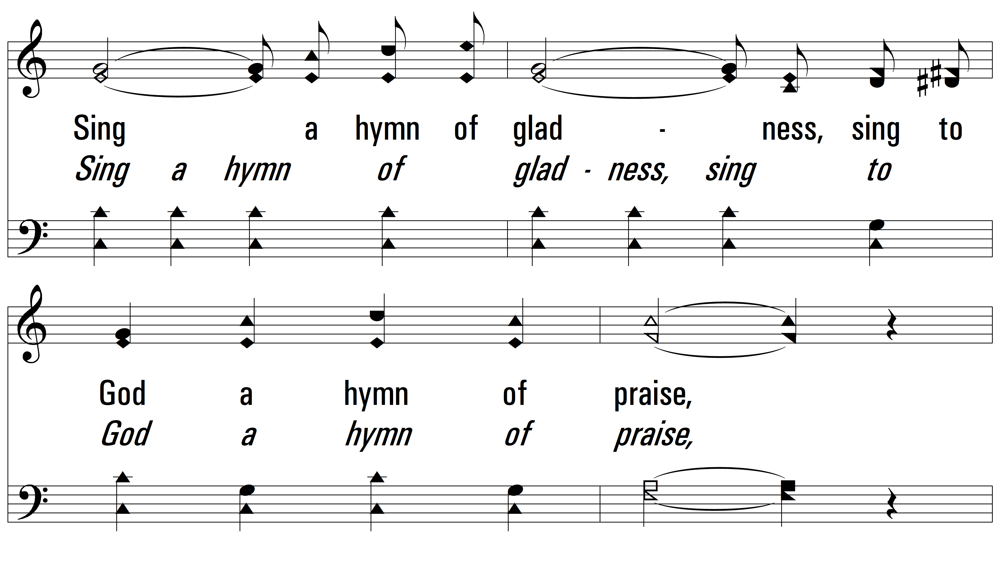 Sing a hymn of glad - ness, sing to
Sing a hymn of glad - ness, sing to
God a hymn of praise,
God a hymn of praise,